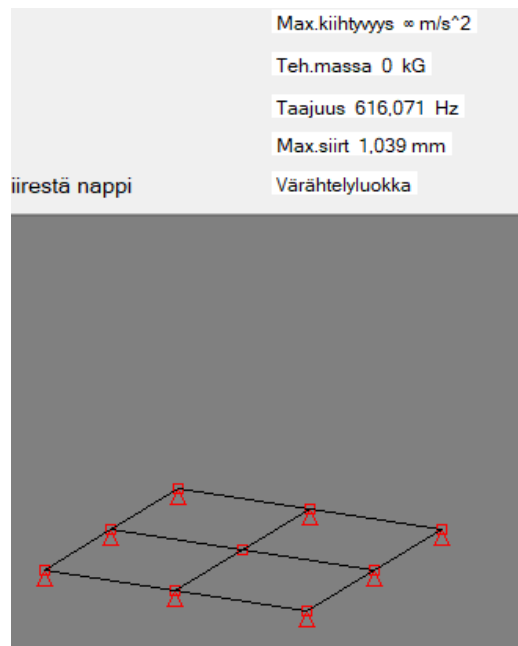 Max.kiihtyvyys ∞ m/s^2
Teh.massa 0 kG
Taajuus 616,071 Hz
Max.siirt 1,039 mm
iirestä nappi Värähtelyluokka